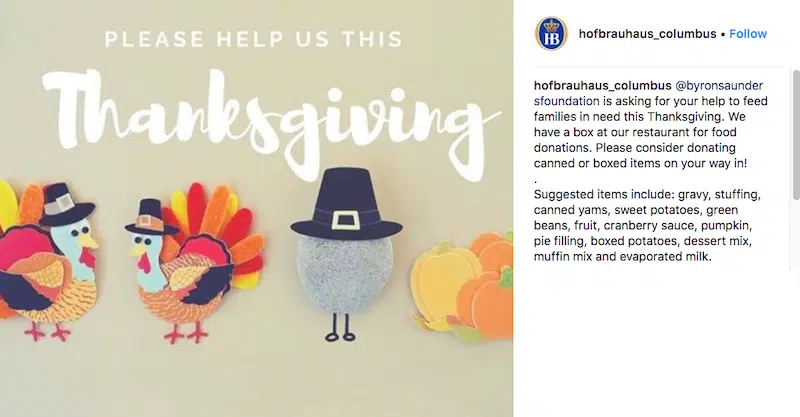 PLEASE HELP US THIS
Thanksgiving
HB
hofbrauhaus_columbus • Follow
hofbrauhaus_columbus @byronsaunder
sfoundation is asking for your help to feed
families in need this Thanksgiving. We
have a box at our restaurant for food
donations. Please consider donating
canned or boxed items on your way in!
.
Suggested items include: gravy, stuffing,
canned yams, sweet potatoes, green
beans, fruit, cranberry sauce, pumpkin,
pie filling, boxed potatoes, dessert mix,
muffin mix and evaporated milk.